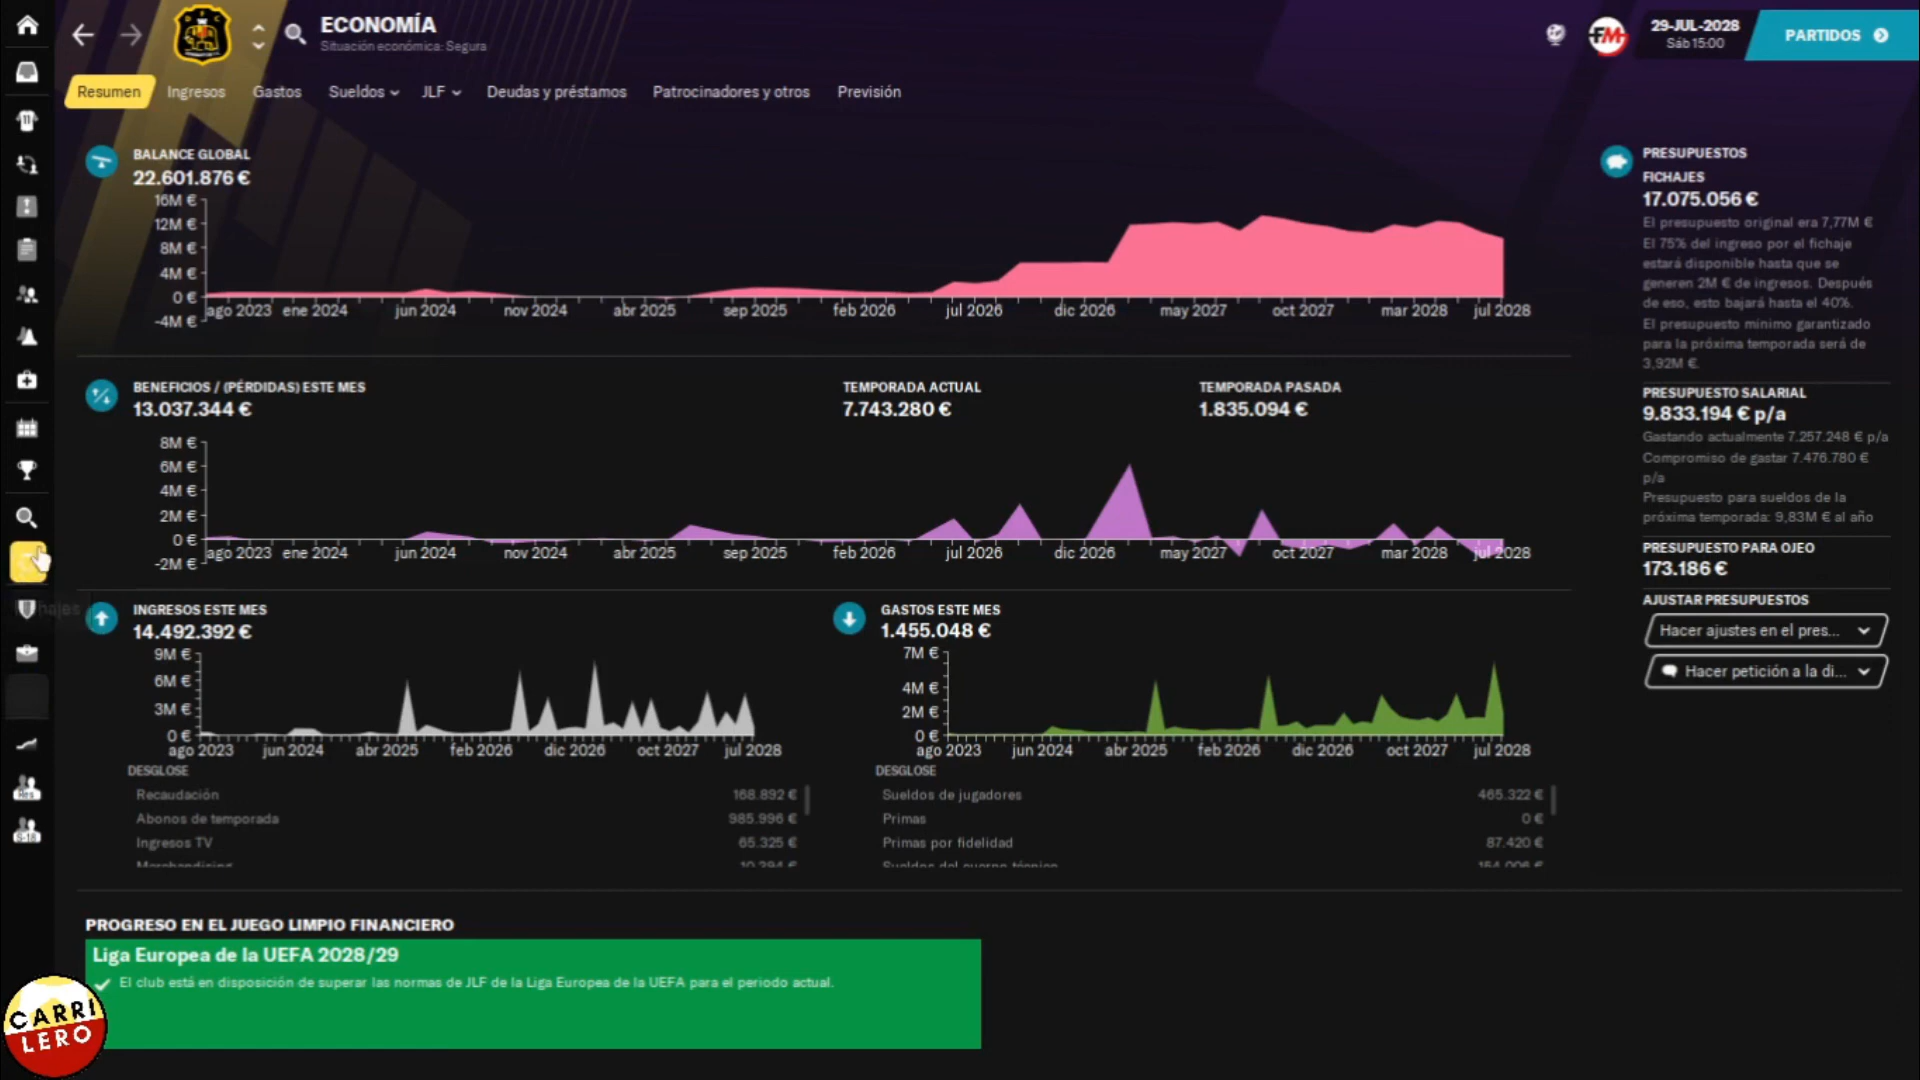 ECONOMÍA
Situación económica: Segura
29-JUL-2028
Sáb 15:00
PARTIDOS
FM
Resumen
Ingresos
Gastos
Sueldos
JLF
Deudas y préstamos
Patrocinadores y otros
Previsión
BALANCE GLOBAL
22.601.876 €
16M €
12M €
8M €
4M €
0 €
-4M €
ago 2023 ene 2024 jun 2024 nov 2024 abr 2025 sep 2025 feb 2026 jul 2026 dic 2026 may 2027 oct 2027 mar 2028 jul 2028
BENEFICIOS / (PÉRDIDAS) ESTE MES
13.037.344 €
TEMPORADA ACTUAL
7.743.280 €
TEMPORADA PASADA
1.835.094 €
8M €
6M €
4M €
2M €
0 €
-2M €
ago 2023 ene 2024 jun 2024 nov 2024 abr 2025 sep 2025 feb 2026 jul 2026 dic 2026 may 2027 oct 2027 mar 2028 jul 2028
INGRESOS ESTE MES
14.492.392 €
9M €
6M €
3M €
0 €
ago 2023 jun 2024 abr 2025 feb 2026 dic 2026 oct 2027 jul 2028
DESGLOSE
Recaudación 168.892 €
Abonos de temporada 985.996 €
Ingresos TV 65.325 €
Merchandising 10.294 €
GASTOS ESTE MES
1.455.048 €
7M €
4M €
2M €
0 €
ago 2023 jun 2024 abr 2025 feb 2026 dic 2026 oct 2027 jul 2028
DESGLOSE
Sueldos de jugadores 465.322 €
Primas 0 €
Primas por fidelidad 87.420 €
Sueldos del cuerpo técnico 154.006 €
PRESUPUESTOS
FICHAJES
17.075.056 €
El presupuesto original era 7,77M €
El 75% del ingreso por el fichaje
estará disponible hasta que se
generen 2M € de ingresos. Después
de eso, esto bajará hasta el 40%.
El presupuesto mínimo garantizado
para la próxima temporada será de
3,92M €.
PRESUPUESTO SALARIAL
9.833.194 € p/a
Gastando actualmente 7.257.248 € p/a
Compromiso de gastar 7.476.780 €
p/a
Presupuesto para sueldos de la
próxima temporada: 9,83M € al año
PRESUPUESTO PARA OJEO
173.186 €
AJUSTAR PRESUPUESTOS
Hacer ajustes en el pres...
Hacer petición a la di...
PROGRESO EN EL JUEGO LIMPIO FINANCIERO
Liga Europea de la UEFA 2028/29
El club está en disposición de superar las normas de JLF de la Liga Europea de la UEFA para el periodo actual.
CARRI
LERO